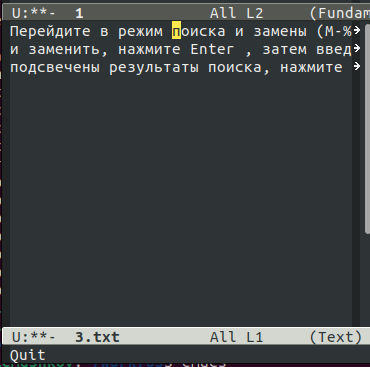 U:**-  1  All L2  (Fundam
Перейдите в режим поиска и замены (M-%
и заменить, нажмите Enter , затем введ
подсвечены результаты поиска, нажмите
U:**-  3.txt  All L1  (Text)
Quit